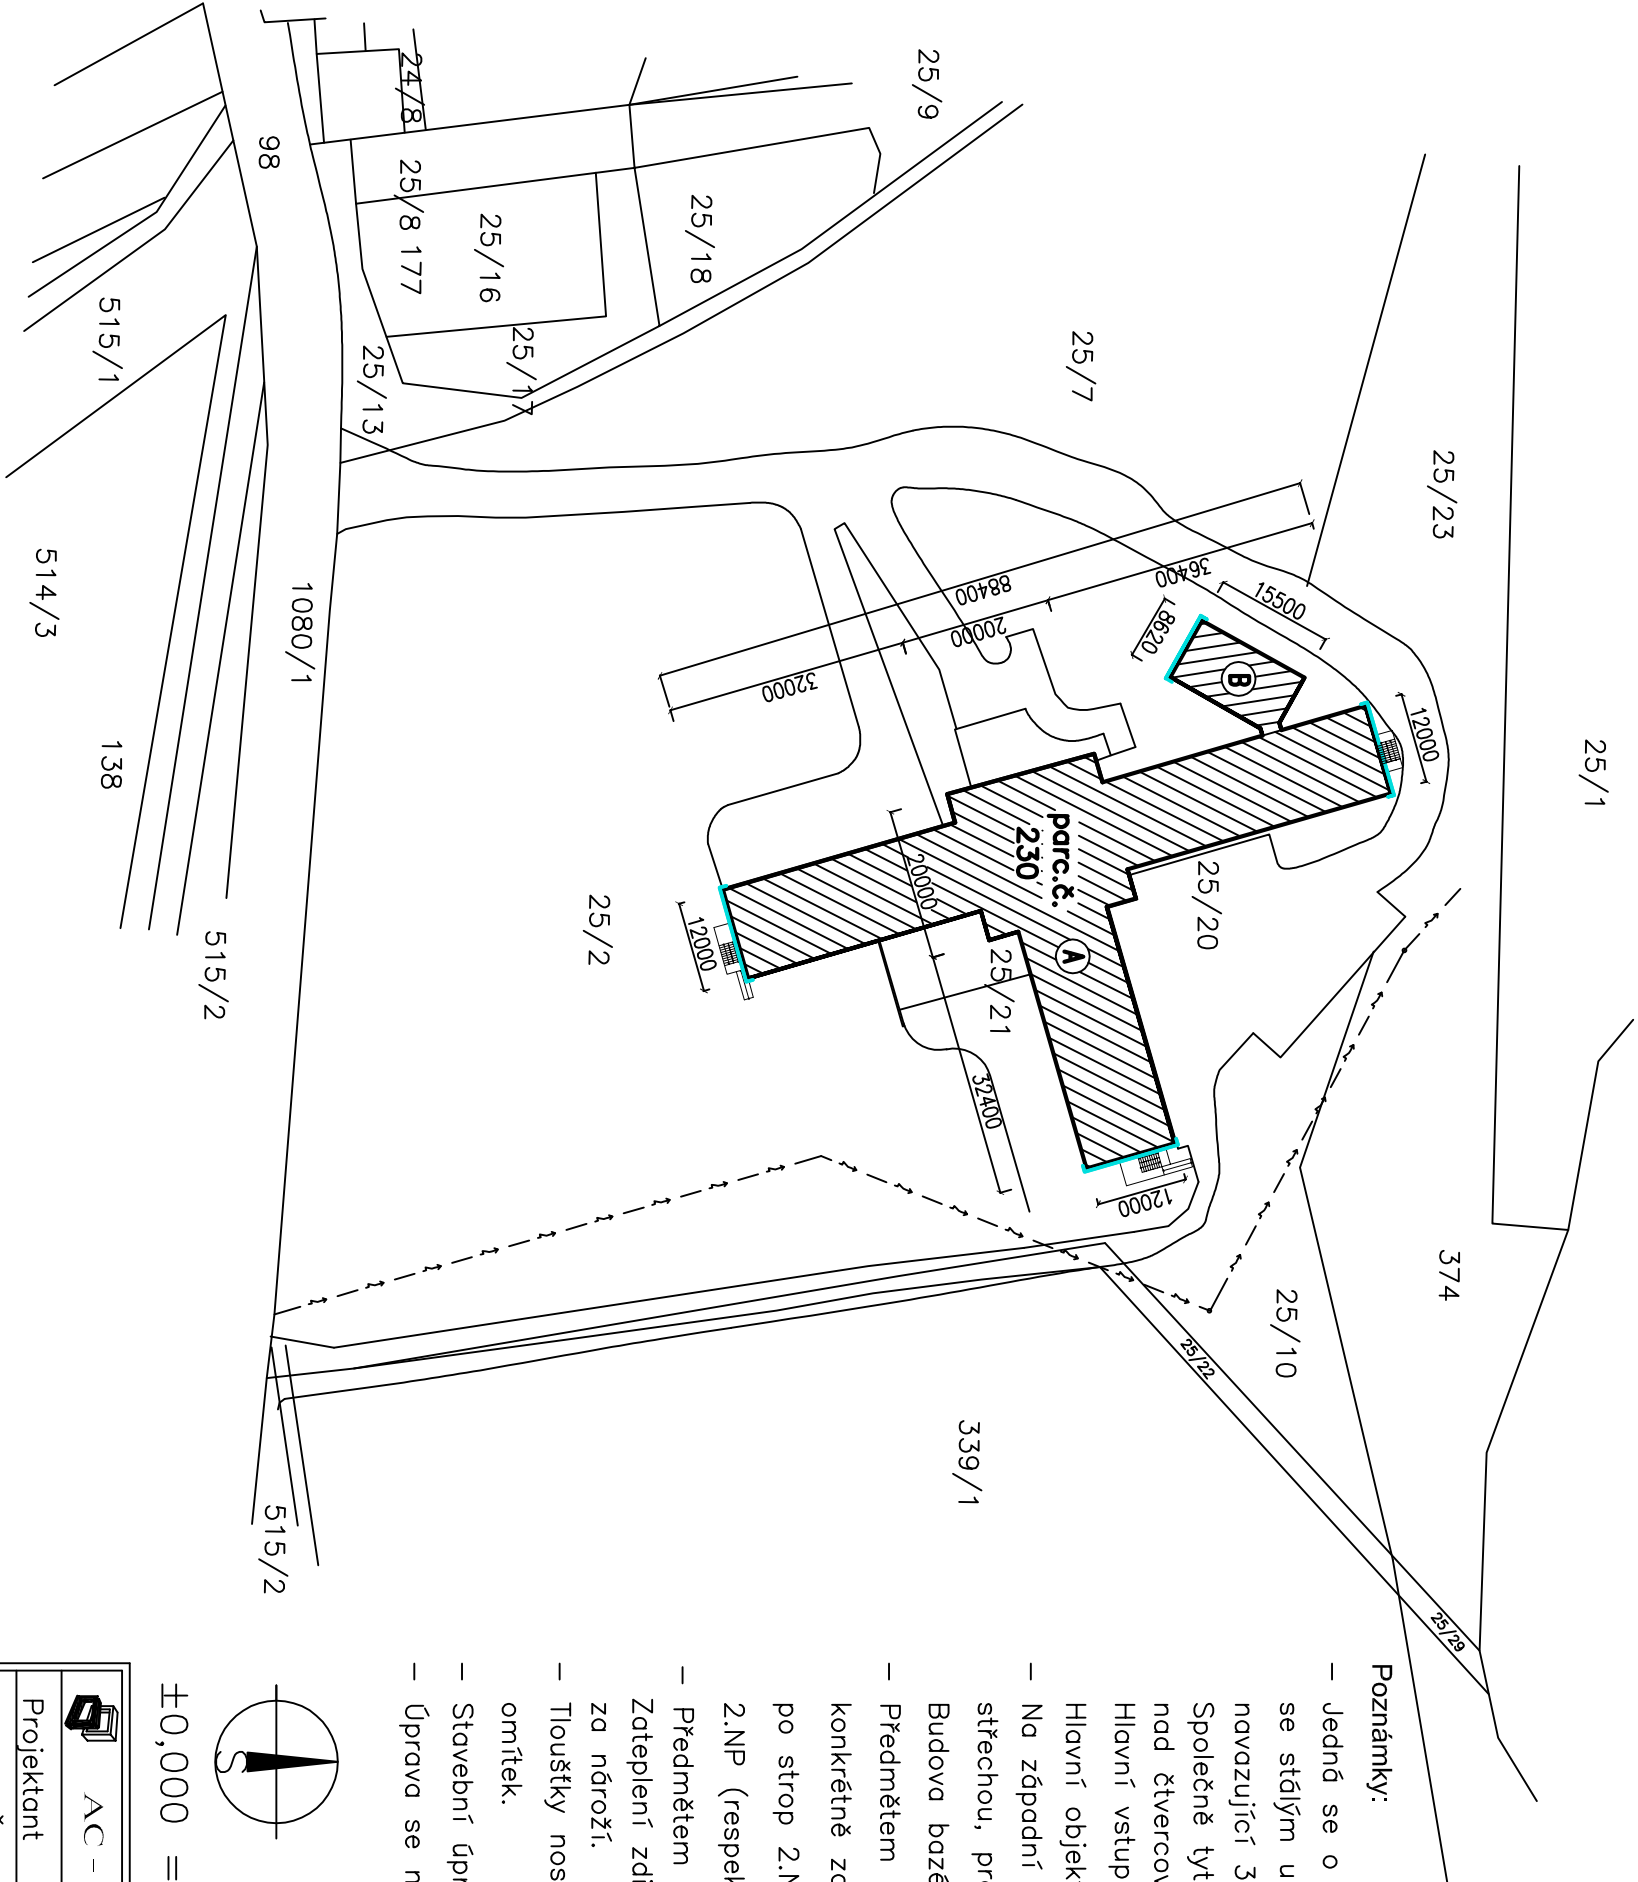 25/9
24/8
98
25/8 177
25/16
25/18
515/1
25/17
25/13
25/7
25/23
514/3
1080/1
138
25/1
515/2
25/2
36400
88400
20000
32000
15500
8620
12000
B
parc.č.
230
A
25/20
20000
12000
25/21
32400
12000
374
25/10
25/22
339/1
25/29
515/2
Poznámky:
– Jedná se o
se stálým u
navazující 3
Společně tyt
nad čtvercov
Hlavní vstup
Hlavní objek
– Na západní
střechou, pr
Budova bazé
– Předmětem
konkrétně za
po strop 2.N
2.NP (respek
– Předmětem
Zateplení zdi
za nároží.
– Tloušťky nos
omítek.
– Stavební úpr
– Úprava se n
S
±0,000 =
AC –
Projektant